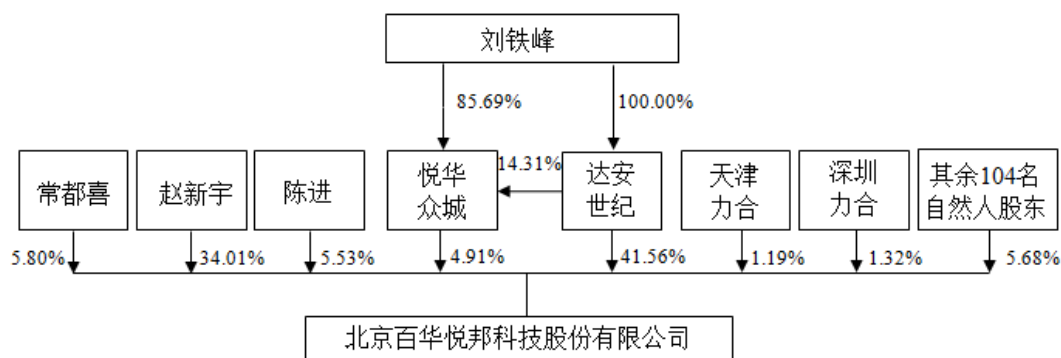 刘铁峰
85.69%
100.00%
常都喜
赵新宇
陈进
悦华
众城
14.31%
达安
世纪
天津
力合
深圳
力合
其余104名
自然人股东
5.80%
34.01%
5.53%
4.91%
41.56%
1.19%
1.32%
5.68%
北京百华悦邦科技股份有限公司